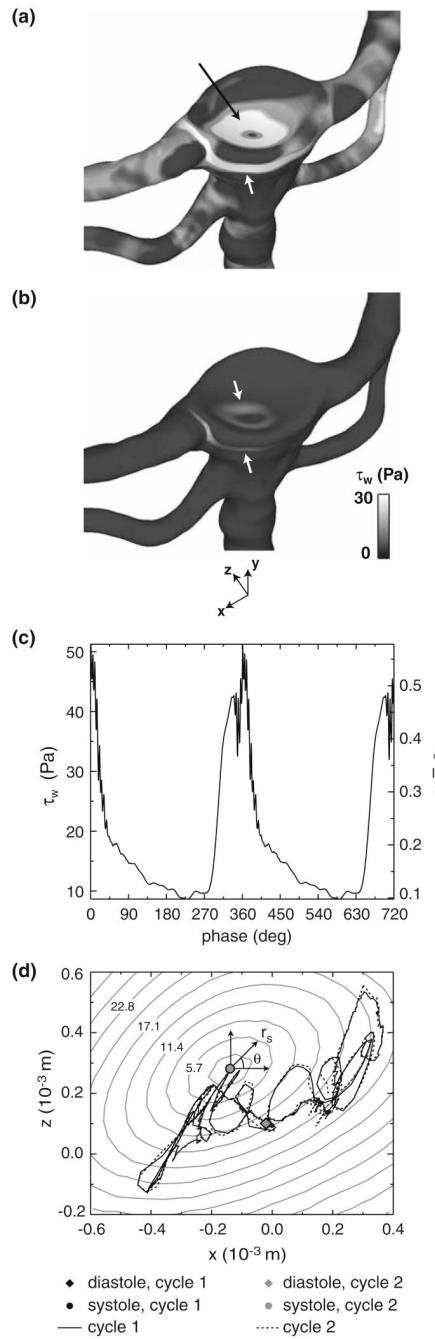 (a)
(b)
τw (Pa)
30
0
y
z
x
(c)
50
40
30
20
10
τw (Pa)
0.5
0.4
0.3
0.2
0.1
0 90 180 270 360 450 540 630 720
phase (deg)
(d)
0.6
0.4
0.2
0.0
-0.2
z (10⁻³ m)
22.8
17.1
11.4
5.7
rs
θ
-0.6 -0.4 -0.2 0.0 0.2 0.4
x (10⁻³ m)
diastole, cycle 1 diastole, cycle 2
systole, cycle 1 systole, cycle 2
cycle 1 cycle 2